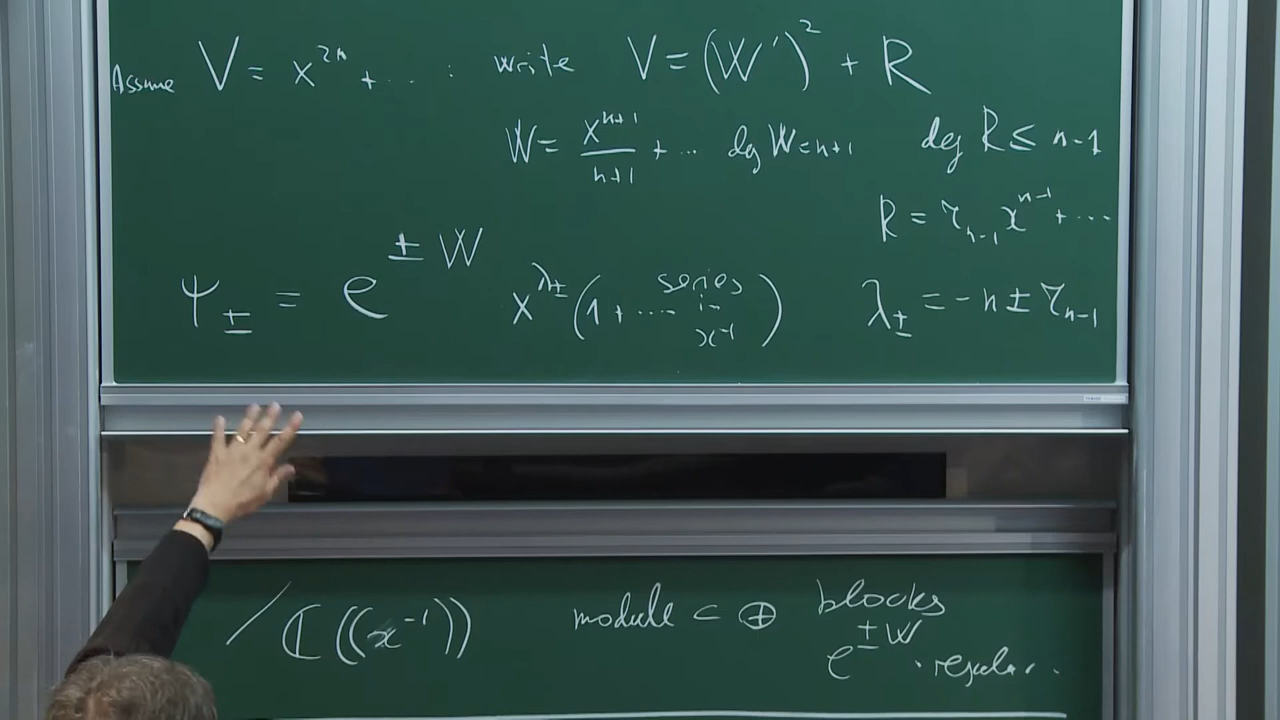 Assume V = x^{2n} + ... : write V = (W')^2 + R
W = \frac{x^{n+1}}{n+1} + ... deg W = n+1 deg R ≤ n-1
R = r_{n-1} x^{n-1} + ...
ψ_± = e^{±W} x^{λ_±} (1 + ... series in x^{-1}) λ_± = -n ± r_{n-1}
/ ℂ((x^{-1})) module ⊂ ⊕ blocks
e^{±W} · regular.